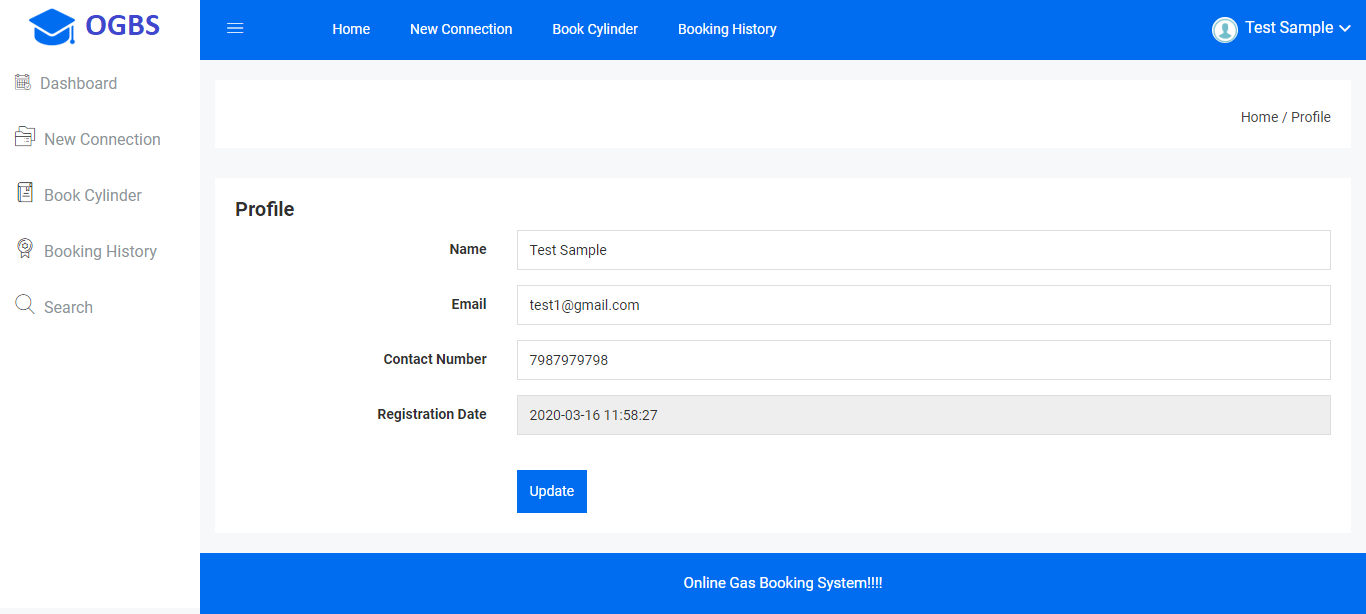 OGBS
Home New Connection Book Cylinder Booking History Test Sample
Dashboard
New Connection
Book Cylinder
Booking History
Search
Home / Profile
Profile
Name Test Sample
Email test1@gmail.com
Contact Number 7987979798
Registration Date 2020-03-16 11:58:27
Update
Online Gas Booking System!!!!